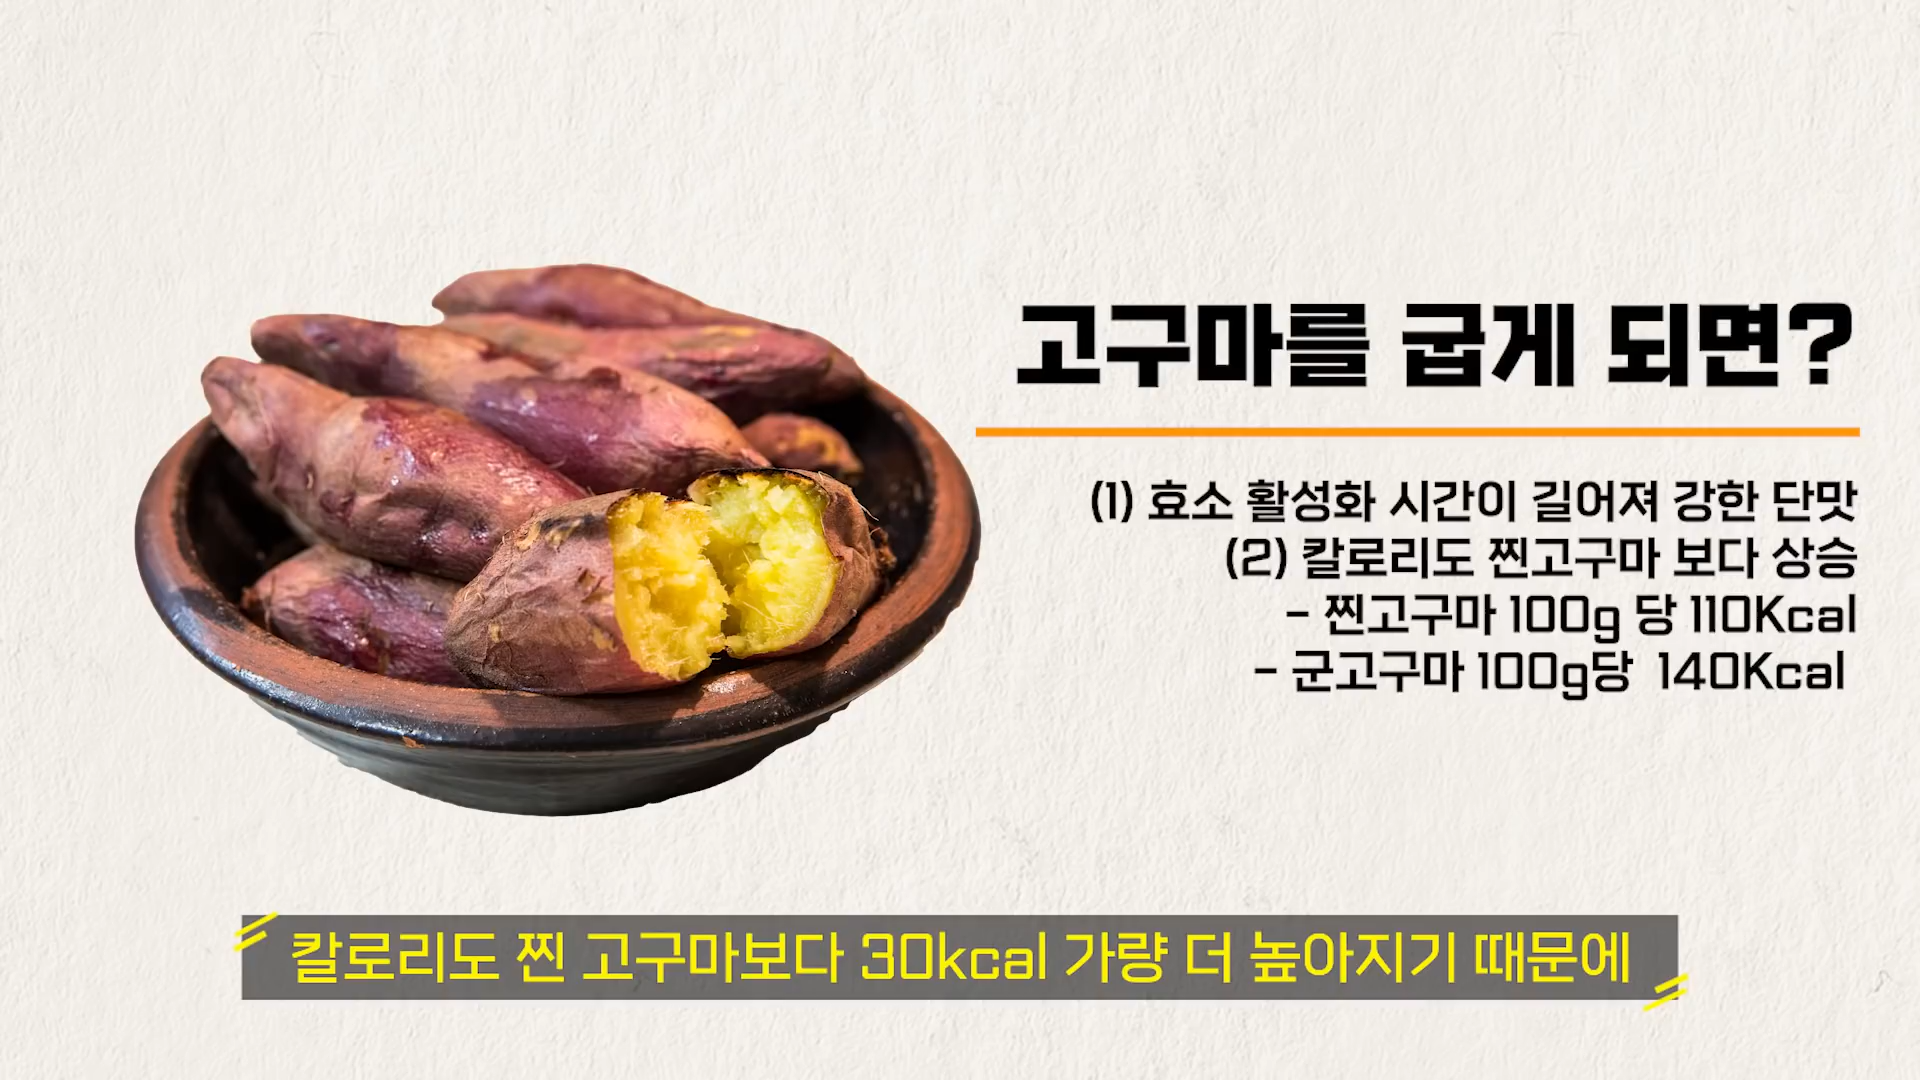 고구마를 굽게 되면?
(1) 효소 활성화 시간이 길어져 강한 단맛
(2) 칼로리도 찐고구마 보다 상승
- 찐고구마 100g 당 110Kcal
- 군고구마 100g당 140Kcal
칼로리도 찐 고구마보다 30kcal 가량 더 높아지기 때문에